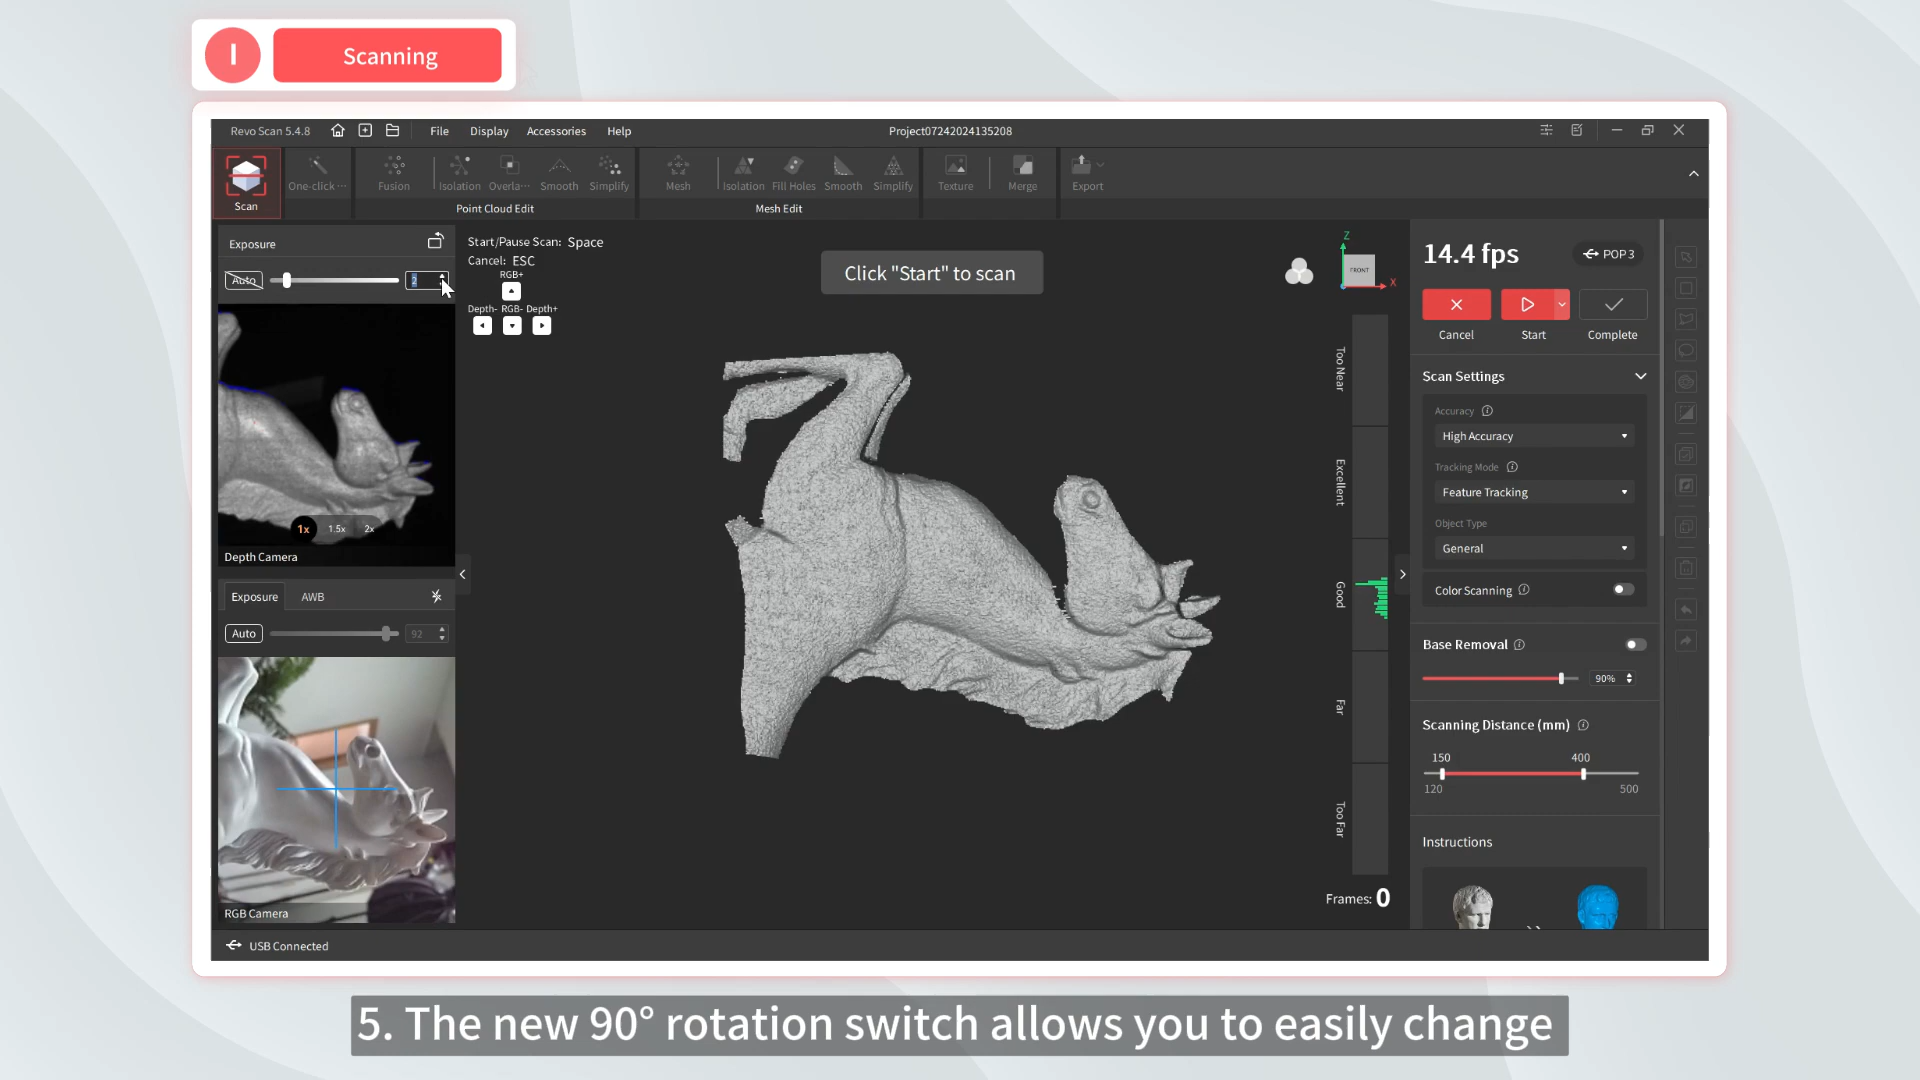 I
Scanning
Revo Scan 5.4.8
File
Display
Accessories
Help
Project07242024135208
Scan
One-click ···
Fusion
Isolation
Overla···
Smooth
Simplify
Point Cloud Edit
Mesh
Isolation
Fill Holes
Smooth
Simplify
Mesh Edit
Texture
Merge
Export
Exposure
Auto
2
1x
1.5x
2x
Depth Camera
Exposure
AWB
Auto
92
RGB Camera
Start/Pause Scan: Space
Cancel: ESC
RGB+
Depth- RGB- Depth+
Click "Start" to scan
Z
FRONT
X
Too Near
Excellent
Good
Far
Too Far
Frames: 0
14.4 fps
POP 3
Cancel
Start
Complete
Scan Settings
Accuracy
High Accuracy
Tracking Mode
Feature Tracking
Object Type
General
Color Scanning
Base Removal
90%
Scanning Distance (mm)
150
400
120
500
Instructions
USB Connected
5. The new 90° rotation switch allows you to easily change